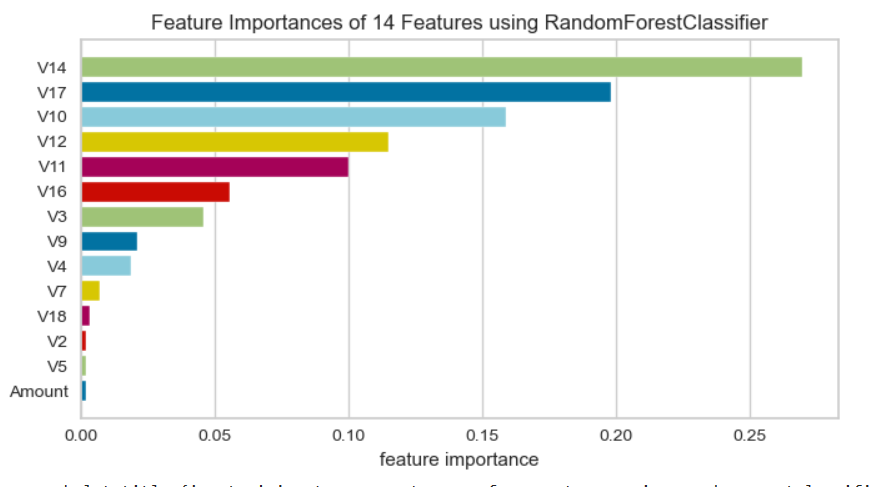 Feature Importances of 14 Features using RandomForestClassifier
V14
V17
V10
V12
V11
V16
V3
V9
V4
V7
V18
V2
V5
Amount
0.00 0.05 0.10 0.15 0.20 0.25
feature importance